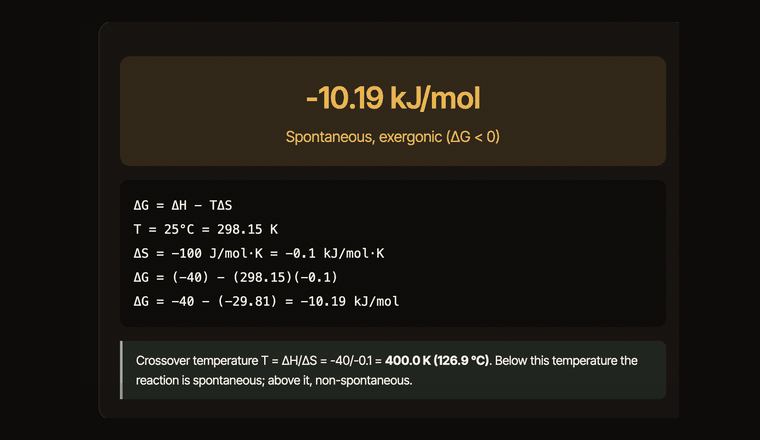 -10.19 kJ/mol
Spontaneous, exergonic (ΔG < 0)
ΔG = ΔH − TΔS
T = 25°C = 298.15 K
ΔS = −100 J/mol·K = −0.1 kJ/mol·K
ΔG = (−40) − (298.15)(−0.1)
ΔG = −40 − (−29.81) = −10.19 kJ/mol
Crossover temperature T = ΔH/ΔS = -40/-0.1 = 400.0 K (126.9 °C). Below this temperature the
reaction is spontaneous; above it, non-spontaneous.